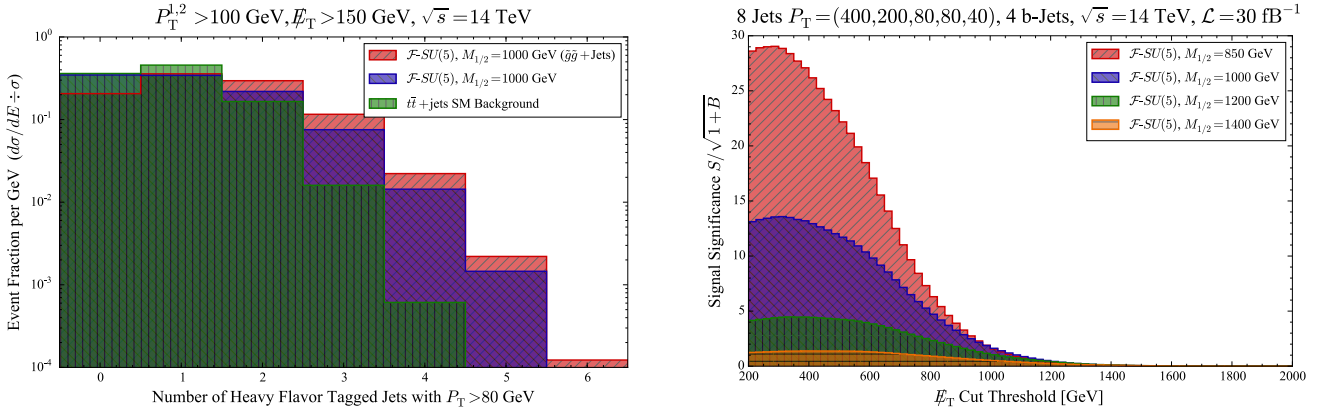 P_T^{1,2} >100 GeV, E̸_T >150 GeV, √s =14 TeV
10^0
10^-1
10^-2
10^-3
10^-4
Event Fraction per GeV (dσ/dE ÷ σ)
F-SU(5), M_{1/2}=1000 GeV (g̃g̃+Jets)
F-SU(5), M_{1/2}=1000 GeV
tt̄+jets SM Background
0 1 2 3 4 5 6
Number of Heavy Flavor Tagged Jets with P_T >80 GeV
8 Jets P_T =(400,200,80,80,40), 4 b-Jets, √s =14 TeV, L=30 fB^-1
30
25
20
15
10
5
0
Signal Significance S/√1+B
F-SU(5), M_{1/2}=850 GeV
F-SU(5), M_{1/2}=1000 GeV
F-SU(5), M_{1/2}=1200 GeV
F-SU(5), M_{1/2}=1400 GeV
200 400 600 800 1000 1200 1400 1600 1800 2000
E̸_T Cut Threshold [GeV]